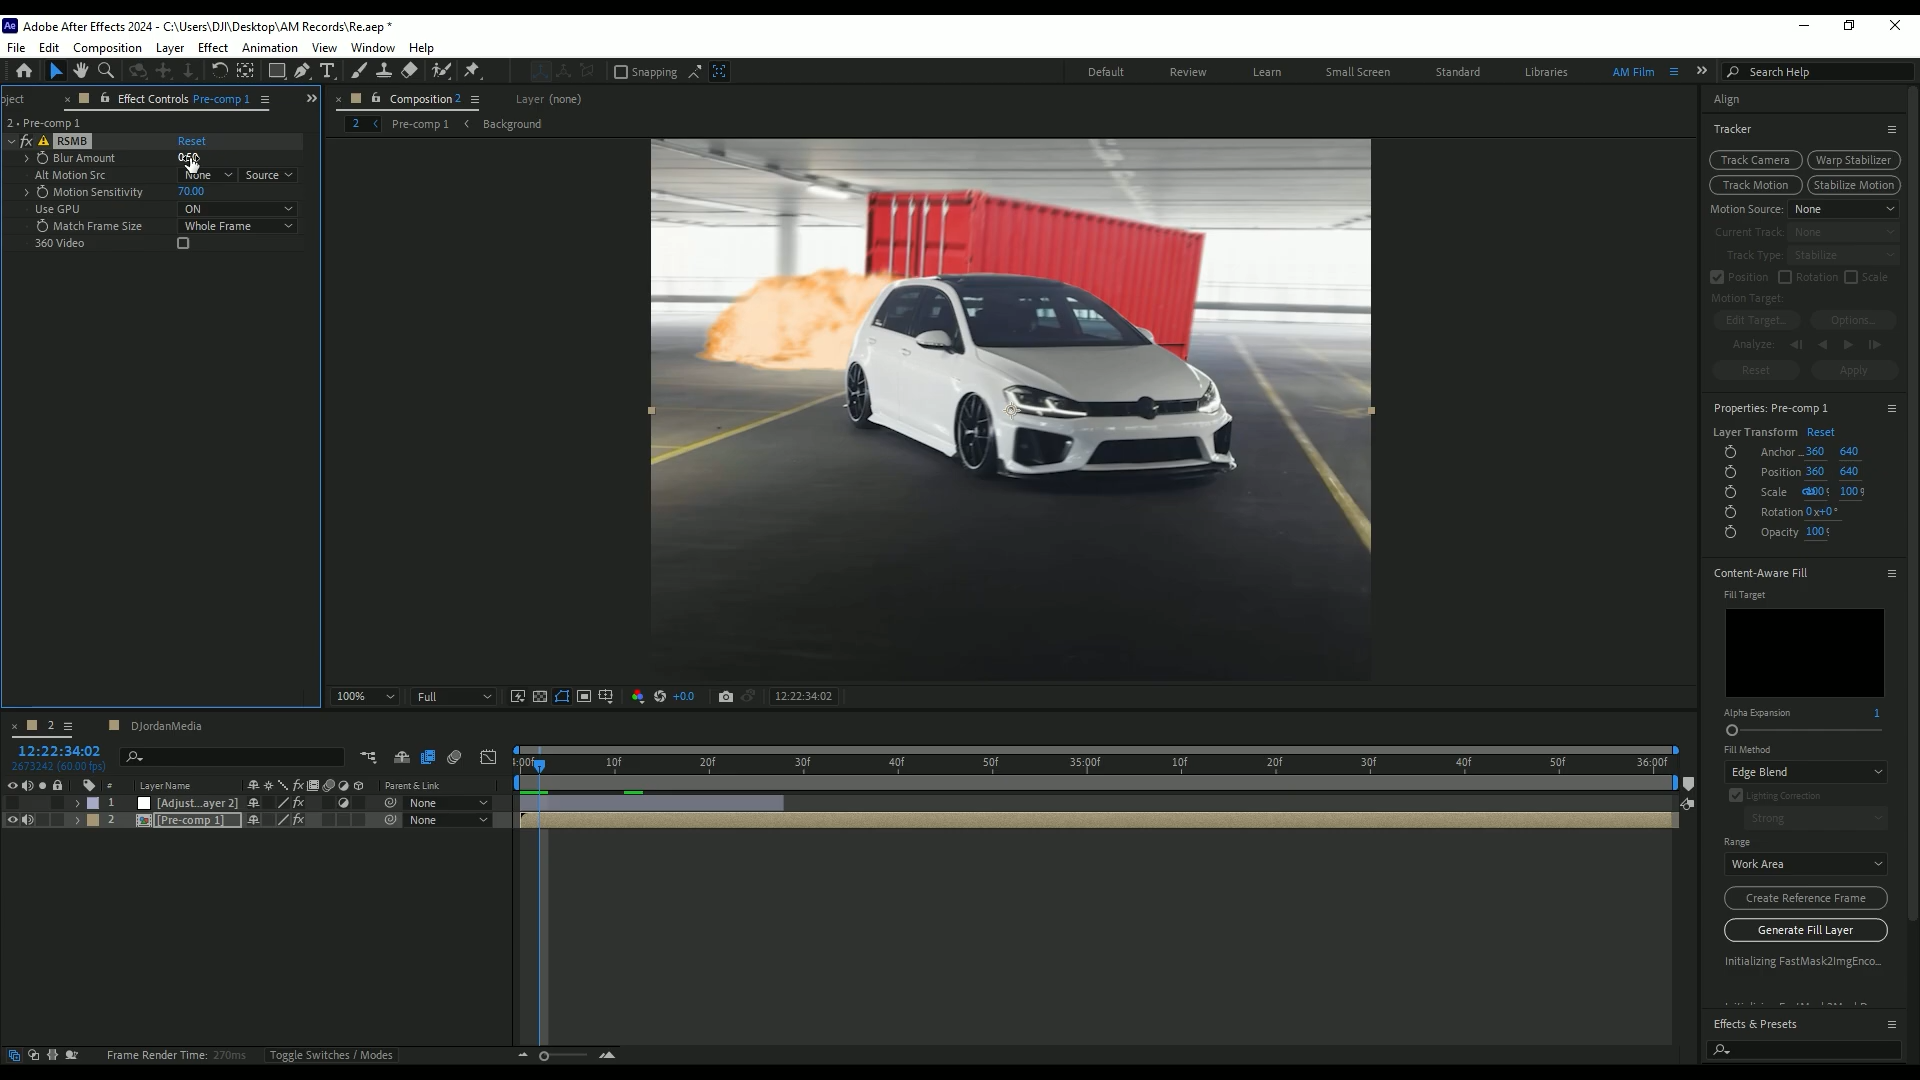 Ae Adobe After Effects 2024 - C:\Users\DJI\Desktop\AM Records\Re.aep *
File Edit Composition Layer Effect Animation View Window Help
Snapping
Default Review Learn Small Screen Standard Libraries AM Film Search Help
oject Effect Controls Pre-comp 1
2 • Pre-comp 1
fx RSMB Reset
Blur Amount
Alt Motion Src None Source
Motion Sensitivity 70.00
Use GPU ON
Match Frame Size Whole Frame
360 Video
Composition 2 Layer (none)
2 Pre-comp 1 Background
100% Full +0.0 12:22:34:02
Align
Tracker
Track Camera Warp Stabilizer
Track Motion Stabilize Motion
Motion Source: None
Current Track: None
Track Type: Stabilize
Position Rotation Scale
Motion Target:
Edit Target... Options...
Analyze:
Reset Apply
Properties: Pre-comp 1
Layer Transform Reset
Anchor ... 360 640
Position 360 640
Scale 100
Rotation 0x+0°
Opacity 100
Content-Aware Fill
Fill Target
Alpha Expansion 1
Fill Method
Edge Blend
Lighting Correction
Strong
Range
Work Area
Create Reference Frame
Generate Fill Layer
Initializing FastMask2ImgEnco...
Effects & Presets
2 DJordanMedia
12:22:34:02
2673242 (60.00 fps)
# Layer Name fx Parent & Link
1 [Adjust...ayer 2] fx None
2 [Pre-comp 1] fx None
4:00f 10f 20f 30f 40f 50f 35:00f 10f 20f 30f 40f 50f 36:00f
Frame Render Time: 270ms Toggle Switches / Modes